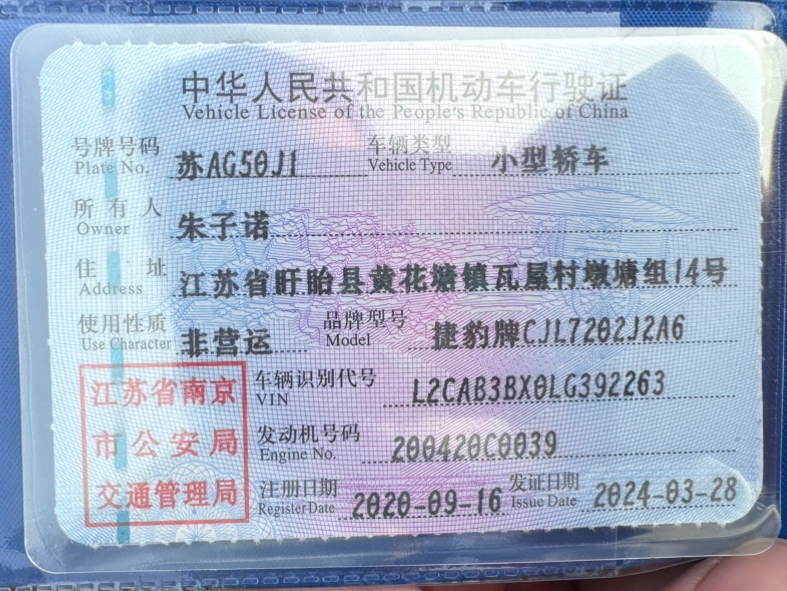 中华人民共和国机动车行驶证
Vehicle License of the People's Republic of China
号牌号码 苏AG50J1 车辆类型 小型轿车
Plate No. Vehicle Type
所有人 朱子诺
Owner
住址 江苏省盱眙县黄花塘镇瓦屋村墩塘组14号
Address
使用性质 非营运 品牌型号 捷豹牌CJL7202J2A6
Use Character Model
江苏省南京
市公安局
交通管理局
车辆识别代号 L2CAB3BX0LG392263
VIN
发动机号码 200420C0039
Engine No.
注册日期 2020-09-16 发证日期 2024-03-28
Register Date Issue Date